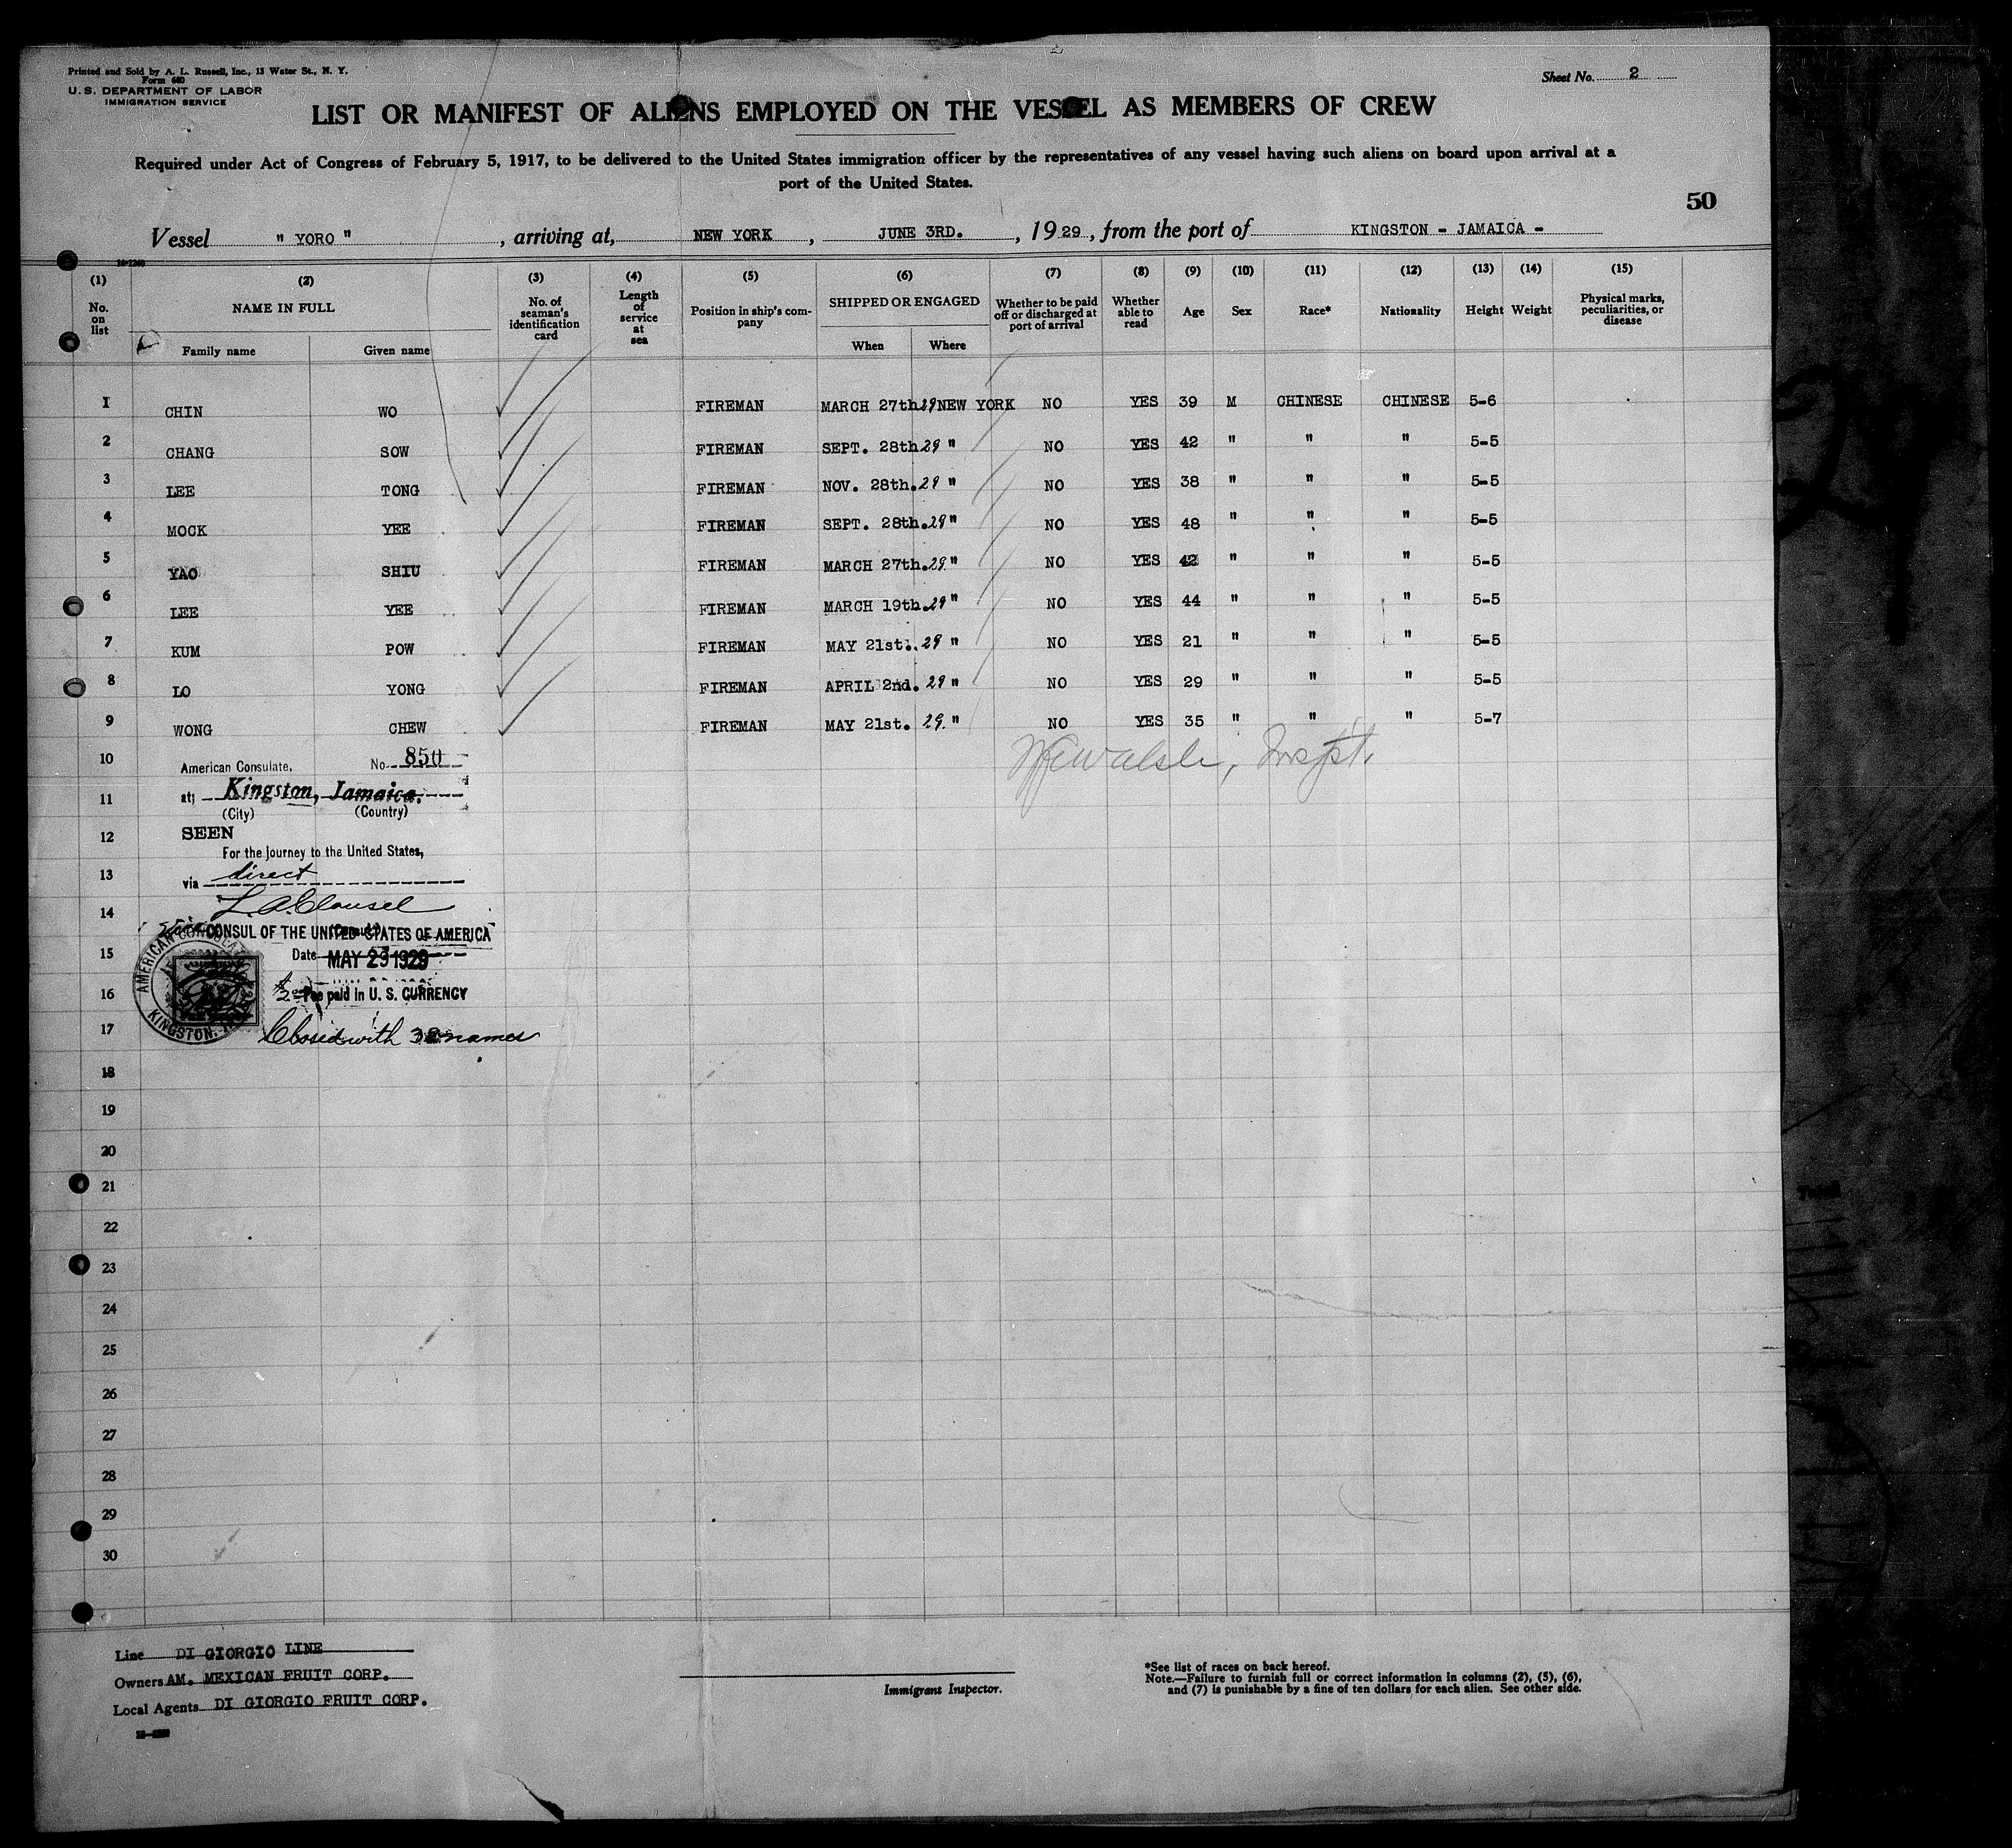 Printed and Sold by A. L. Russell, Inc., 13 Water St., N. Y.
Form 680
U. S. DEPARTMENT OF LABOR
IMMIGRATION SERVICE
Sheet No. 2
LIST OR MANIFEST OF ALIENS EMPLOYED ON THE VESSEL AS MEMBERS OF CREW
Required under Act of Congress of February 5, 1917, to be delivered to the United States immigration officer by the representatives of any vessel having such aliens on board upon arrival at a
port of the United States.
50
Vessel " YORO ", arriving at, NEW YORK, JUNE 3RD., 1929, from the port of KINGSTON - JAMAICA -
(1) (2) (3) (4) (5) (6) (7) (8) (9) (10) (11) (12) (13) (14) (15)
No. on list NAME IN FULL No. of seaman's identification card Length of service at sea Position in ship's company SHIPPED OR ENGAGED Whether to be paid off or discharged at port of arrival Whether able to read Age Sex Race* Nationality Height Weight Physical marks, peculiarities, or disease
Family name Given name When Where
1 CHIN WO FIREMAN MARCH 27th 29 NEW YORK NO YES 39 M CHINESE CHINESE 5-6
2 CHANG SOW FIREMAN SEPT. 28th 29 " NO YES 42 " " " 5-5
3 LEE TONG FIREMAN NOV. 28th. 29 " NO YES 38 " " " 5-5
4 MOCK YEE FIREMAN SEPT. 28th. 29 " NO YES 48 " " " 5-5
5 YAO SHIU FIREMAN MARCH 27th. 29 " NO YES 42 " " " 5-5
6 LEE YEE FIREMAN MARCH 19th. 29 " NO YES 44 " " " 5-5
7 KUM POW FIREMAN MAY 21st. 29 " NO YES 21 " " " 5-5
8 LO YONG FIREMAN APRIL 2nd. 29 " NO YES 29 " " " 5-5
9 WONG CHEW FIREMAN MAY 21st. 29. " NO YES 35 " " " 5-7
Walsh, Inspt.
10 American Consulate, No. 850
11 at; Kingston, Jamaica.
(City) (Country)
12 SEEN
For the Journey to the United States,
13 via direct
14 L. A. Clausel
CONSUL OF THE UNITED STATES OF AMERICA
15 Date MAY 29 1929
16 Fee paid in U. S. CURRENCY
AMERICAN CONSULATE KINGSTON,
17 Closed with names
18
19
20
21
22
23
24
25
26
27
28
29
30
Line DI GIORGIO LINE
Owners AM. MEXICAN FRUIT CORP.
Local Agents DI GIORGIO FRUIT CORP.
Immigrant Inspector.
*See list of races on back hereof.
Note.—Failure to furnish full or correct information in columns (2), (5), (6),
and (7) is punishable by a fine of ten dollars for each alien. See other side.